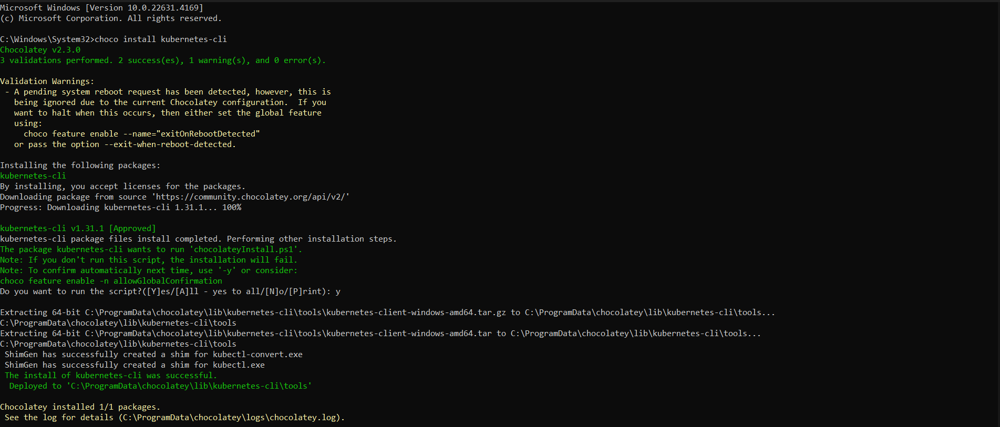 Microsoft Windows [Version 10.0.22631.4169]
(c) Microsoft Corporation. All rights reserved.
C:\Windows\System32>choco install kubernetes-cli
Chocolatey v2.3.0
3 validations performed. 2 success(es), 1 warning(s), and 0 error(s).
Validation Warnings:
 - A pending system reboot request has been detected, however, this is
   being ignored due to the current Chocolatey configuration.  If you
   want to halt when this occurs, then either set the global feature
   using:
     choco feature enable --name="exitOnRebootDetected"
   or pass the option --exit-when-reboot-detected.
Installing the following packages:
kubernetes-cli
By installing, you accept licenses for the packages.
Downloading package from source 'https://community.chocolatey.org/api/v2/'
Progress: Downloading kubernetes-cli 1.31.1... 100%
kubernetes-cli v1.31.1 [Approved]
kubernetes-cli package files install completed. Performing other installation steps.
The package kubernetes-cli wants to run 'chocolateyInstall.ps1'.
Note: If you don't run this script, the installation will fail.
Note: To confirm automatically next time, use '-y' or consider:
choco feature enable -n allowGlobalConfirmation
Do you want to run the script?([Y]es/[A]ll - yes to all/[N]o/[P]rint): y
Extracting 64-bit C:\ProgramData\chocolatey\lib\kubernetes-cli\tools\kubernetes-client-windows-amd64.tar.gz to C:\ProgramData\chocolatey\lib\kubernetes-cli\tools...
C:\ProgramData\chocolatey\lib\kubernetes-cli\tools
Extracting 64-bit C:\ProgramData\chocolatey\lib\kubernetes-cli\tools\kubernetes-client-windows-amd64.tar to C:\ProgramData\chocolatey\lib\kubernetes-cli\tools...
C:\ProgramData\chocolatey\lib\kubernetes-cli\tools
 ShimGen has successfully created a shim for kubectl-convert.exe
 ShimGen has successfully created a shim for kubectl.exe
 The install of kubernetes-cli was successful.
  Deployed to 'C:\ProgramData\chocolatey\lib\kubernetes-cli\tools'
Chocolatey installed 1/1 packages.
 See the log for details (C:\ProgramData\chocolatey\logs\chocolatey.log).